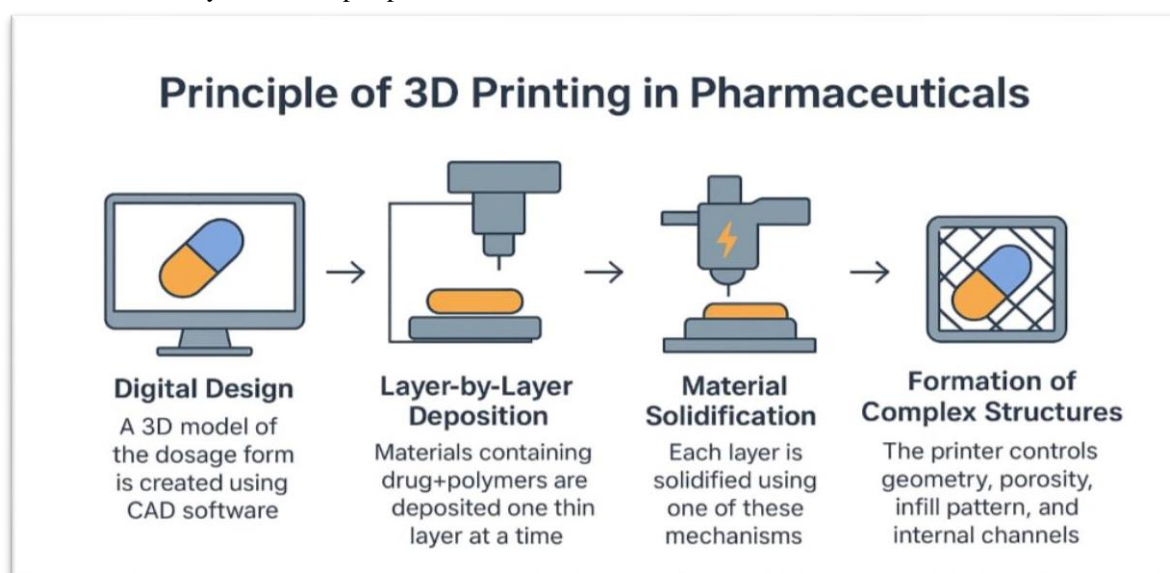 Principle of 3D Printing in Pharmaceuticals
Digital Design
A 3D model of
the dosage form
is created using
CAD software
Layer-by-Layer
Deposition
Materials containing
drug+polymers are
deposited one thin
layer at a time
Material
Solidification
Each layer is
solidified using
one of these
mechanisms
Formation of
Complex Structures
The printer controls
geometry, porosity,
infill pattern, and
internal channels